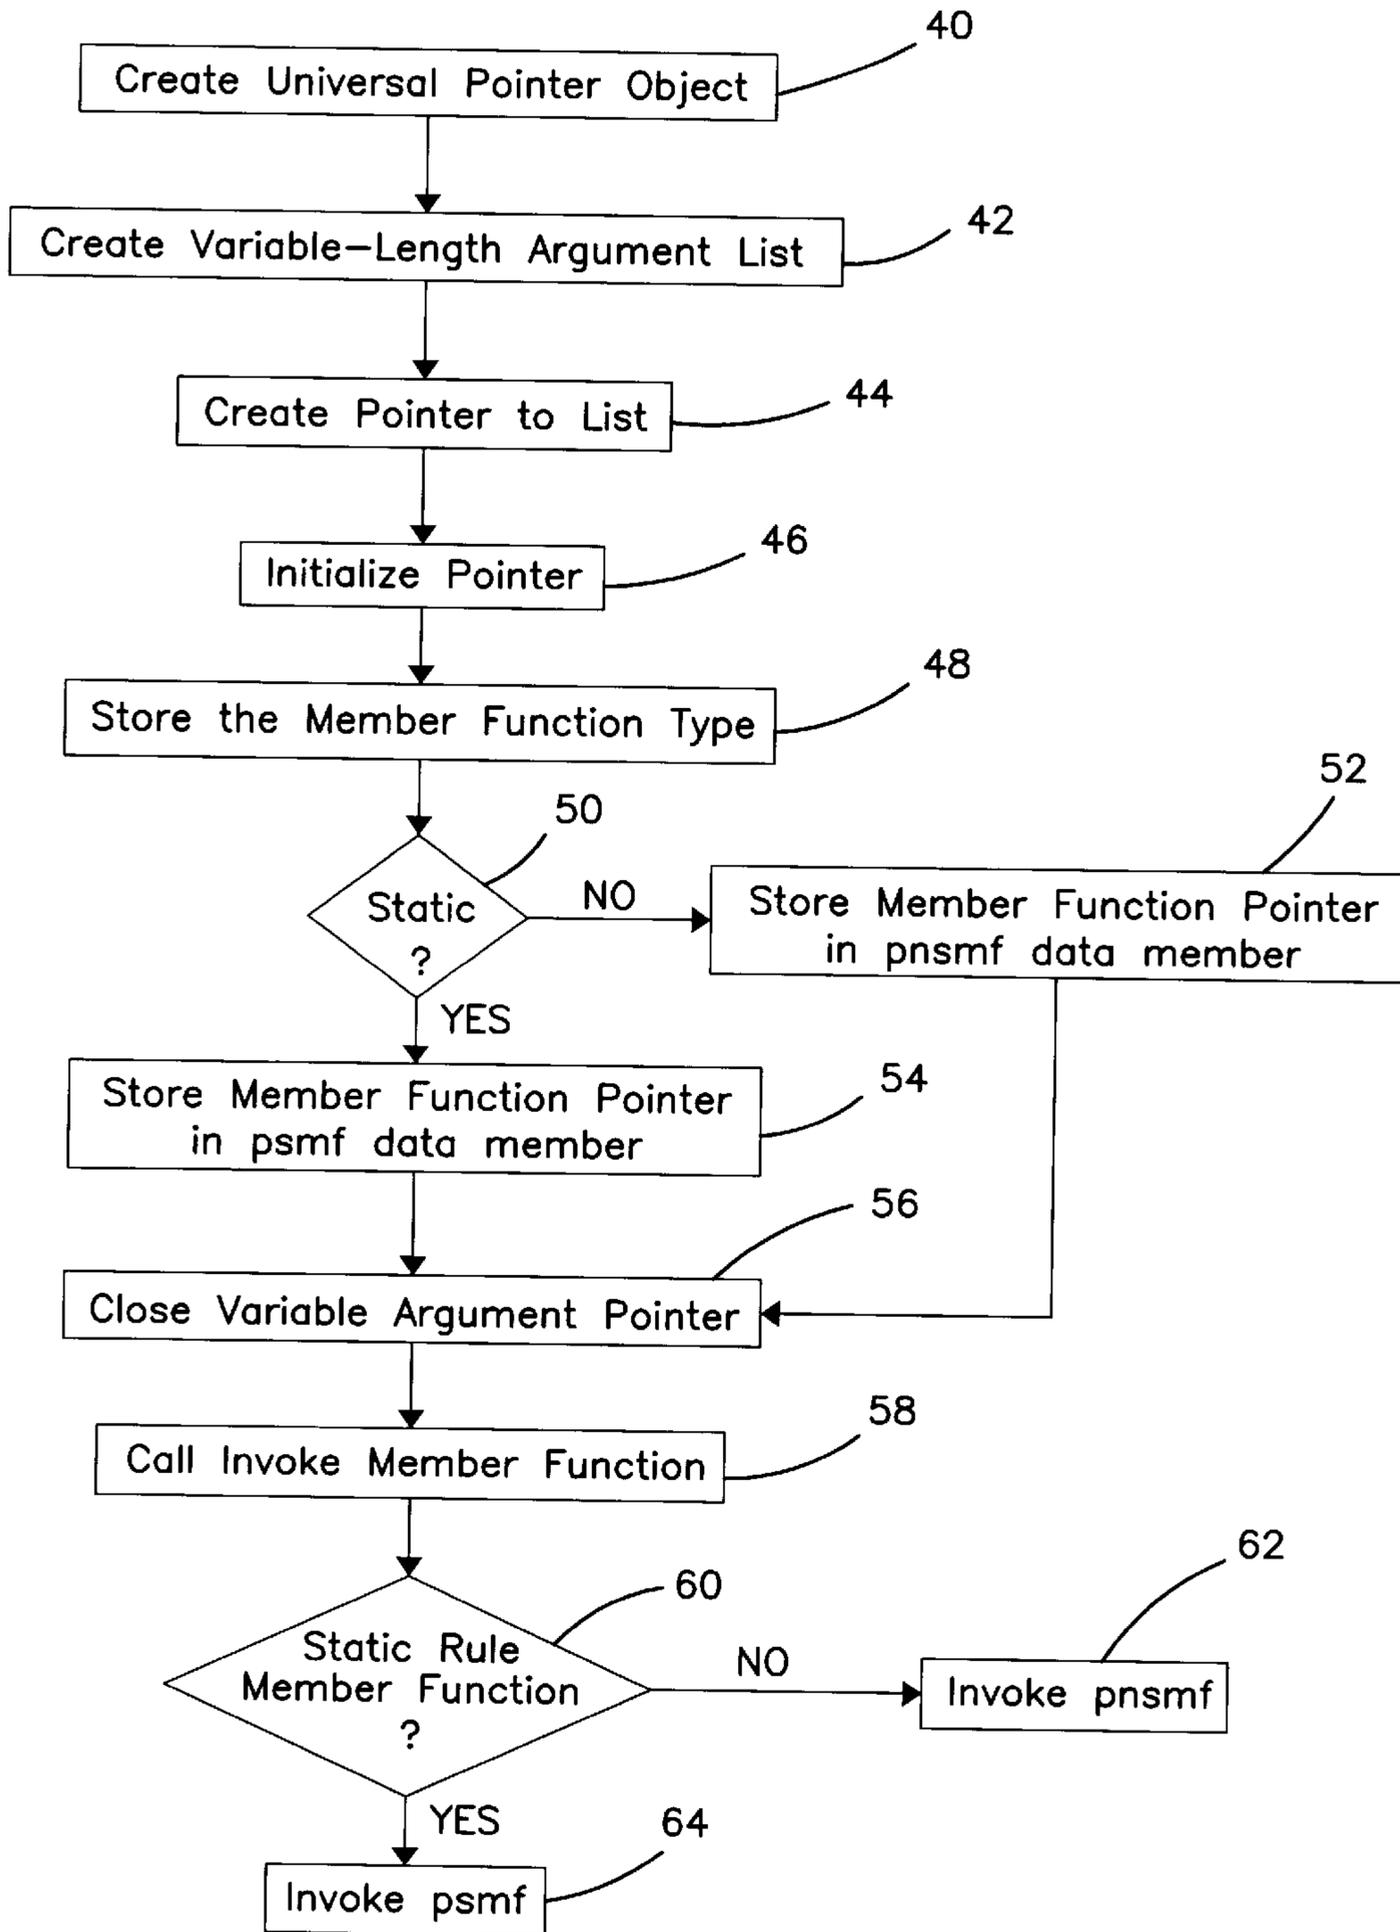 40
Create Universal Pointer Object
42
Create Variable-Length Argument List
44
Create Pointer to List
46
Initialize Pointer
48
Store the Member Function Type
50
52
Static
?
NO
Store Member Function Pointer
in pnsmf data member
YES
54
Store Member Function Pointer
in psmf data member
56
Close Variable Argument Pointer
58
Call Invoke Member Function
60
62
Static Rule
Member Function
?
NO
Invoke pnsmf
YES
64
Invoke psmf